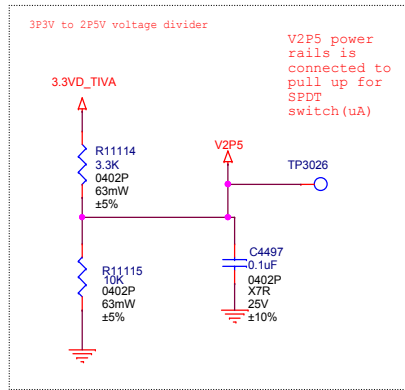 3P3V to 2P5V voltage divider
V2P5 power
rails is
connected to
pull up for
SPDT
switch(uA)
3.3VD_TIVA
R11114
3.3K
0402P
63mW
±5%
V2P5
TP3026
R11115
10K
0402P
63mW
±5%
C4497
0.1uF
0402P
X7R
25V
±10%